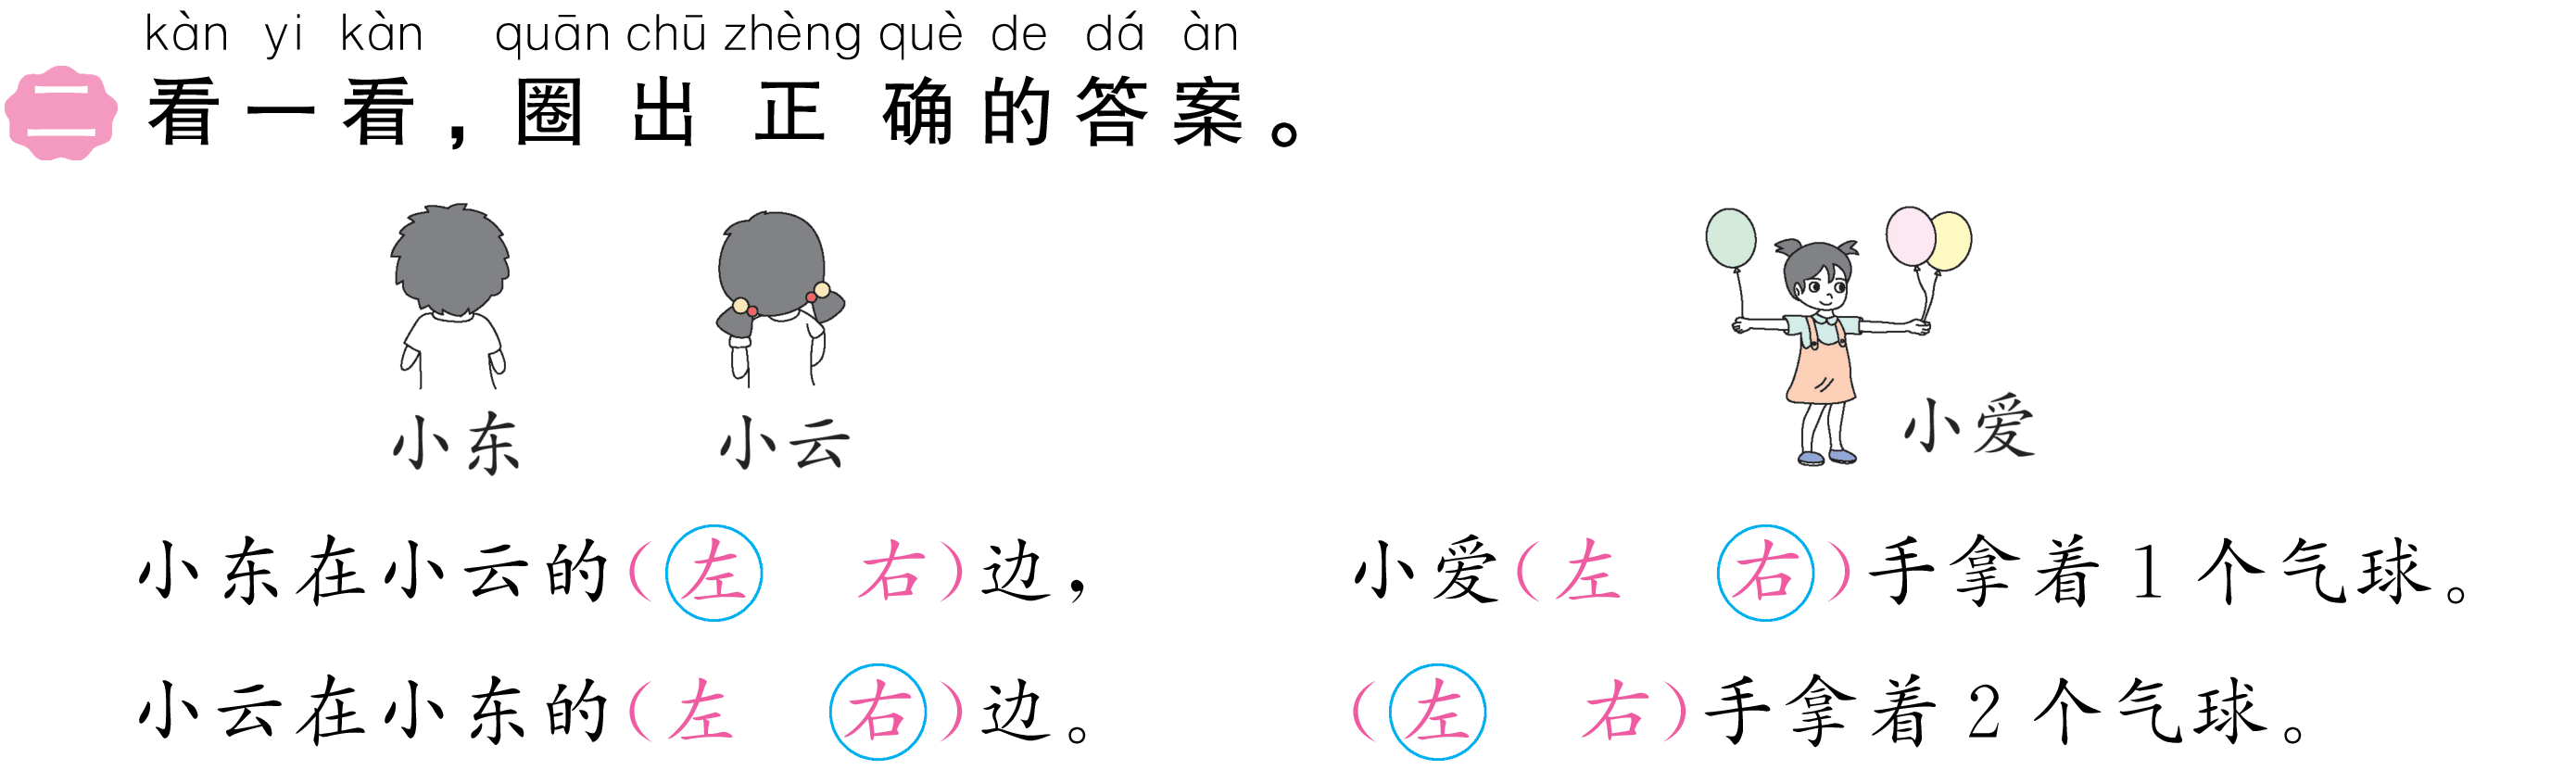 kàn yi kàn quān chū zhèng què de dá àn
二 看一看，圈出正确的答案。
小东 小云 小爱
小东在小云的（左 右）边， 小爱（左 右）手拿着1个气球。
小云在小东的（左 右）边。 （左 右）手拿着2个气球。